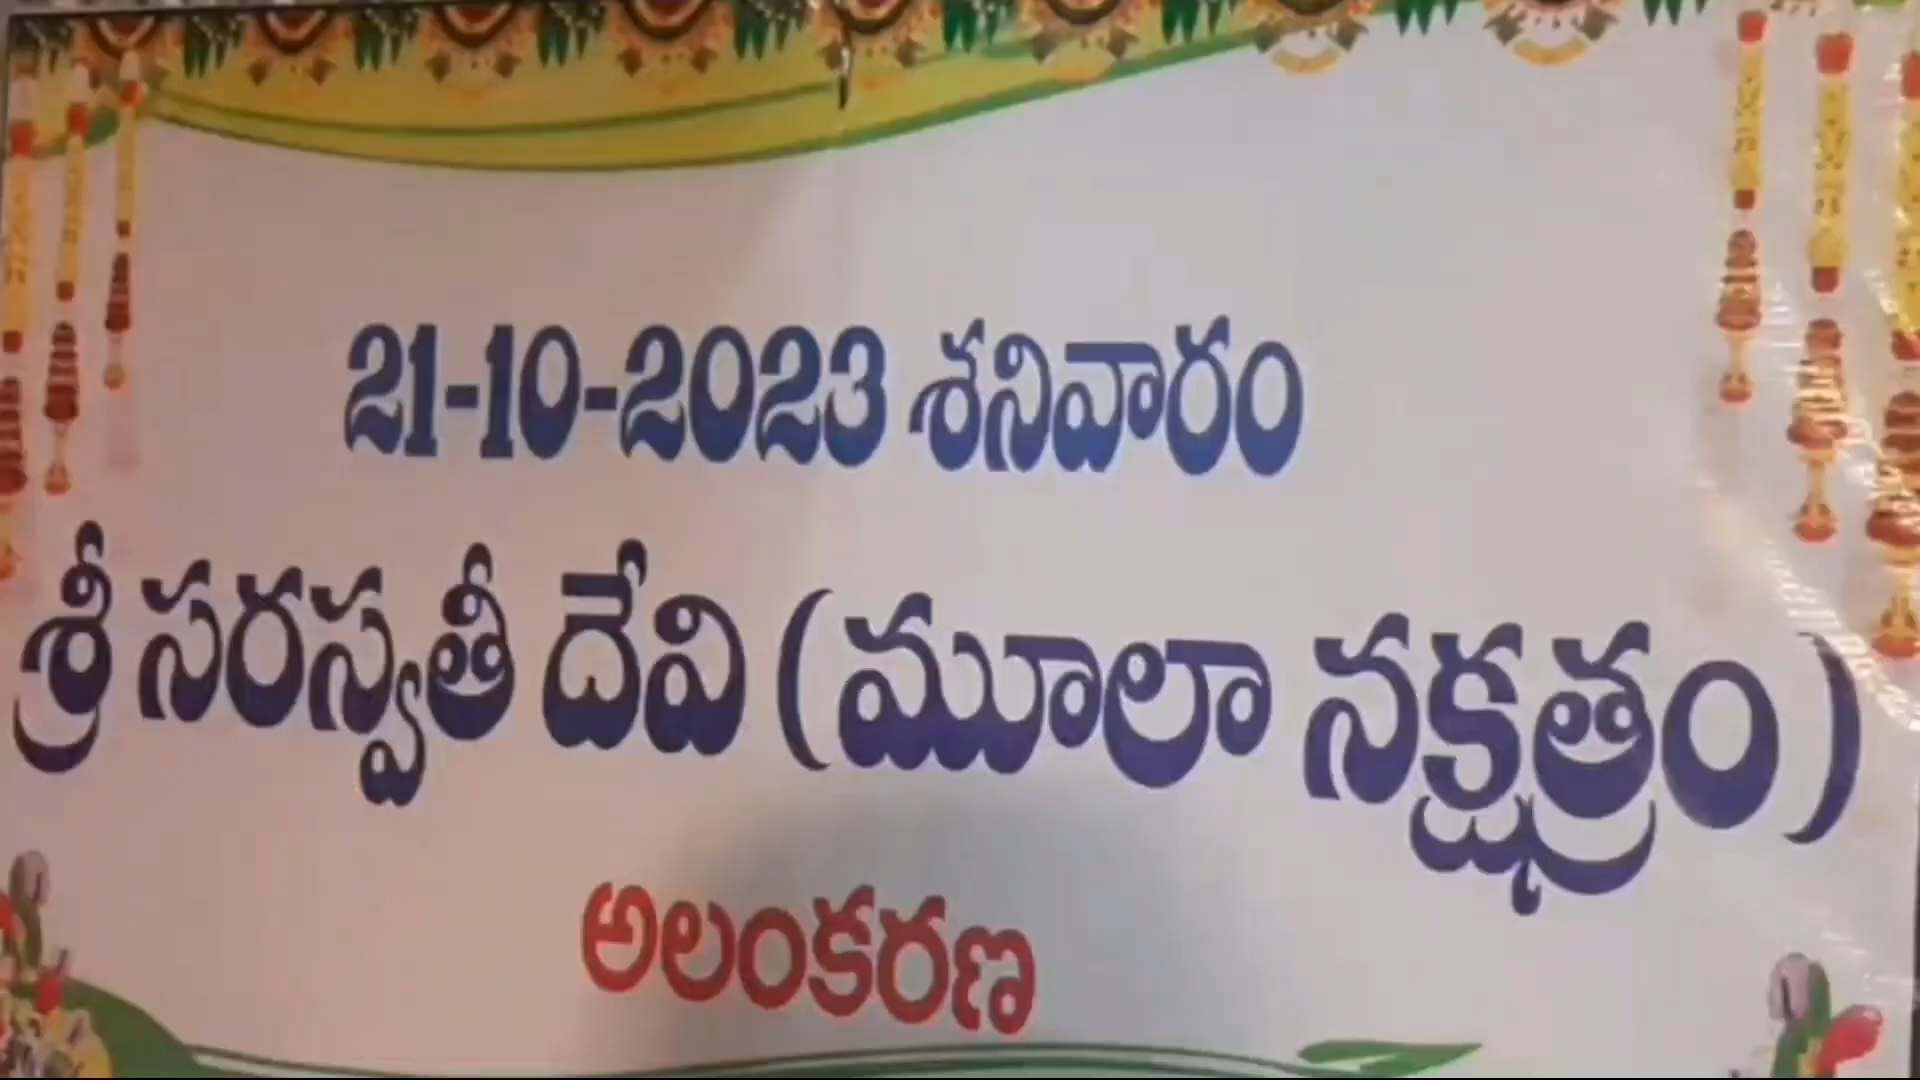 21-10-2023 శనివారం
శ్రీ సరస్వతీ దేవి (మూలా నక్షత్రం)
అలంకరణ